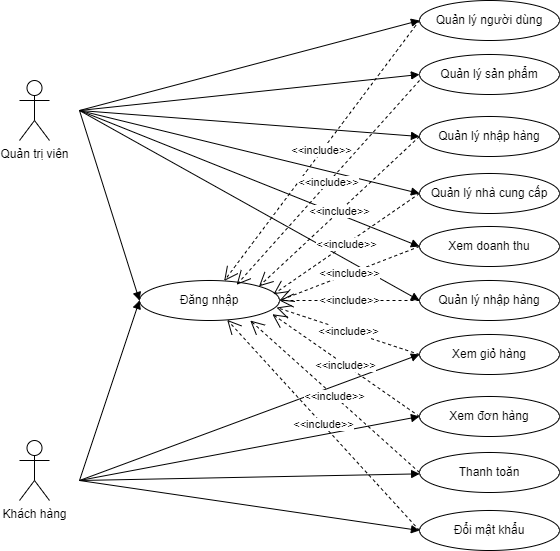 Quản lý người dùng
Quản lý sản phẩm
Quản trị viên
Quản lý nhập hàng
<<include>>
<<include>>
Quản lý nhà cung cấp
<<include>>
Xem doanh thu
<<include>>
<<include>>
Đăng nhập
<<include>>
Quản lý nhập hàng
<<include>>
Xem giỏ hàng
<<include>>
<<include>>
Xem đơn hàng
<<include>>
Thanh toãn
Khách hàng
Đổi mật khẩu